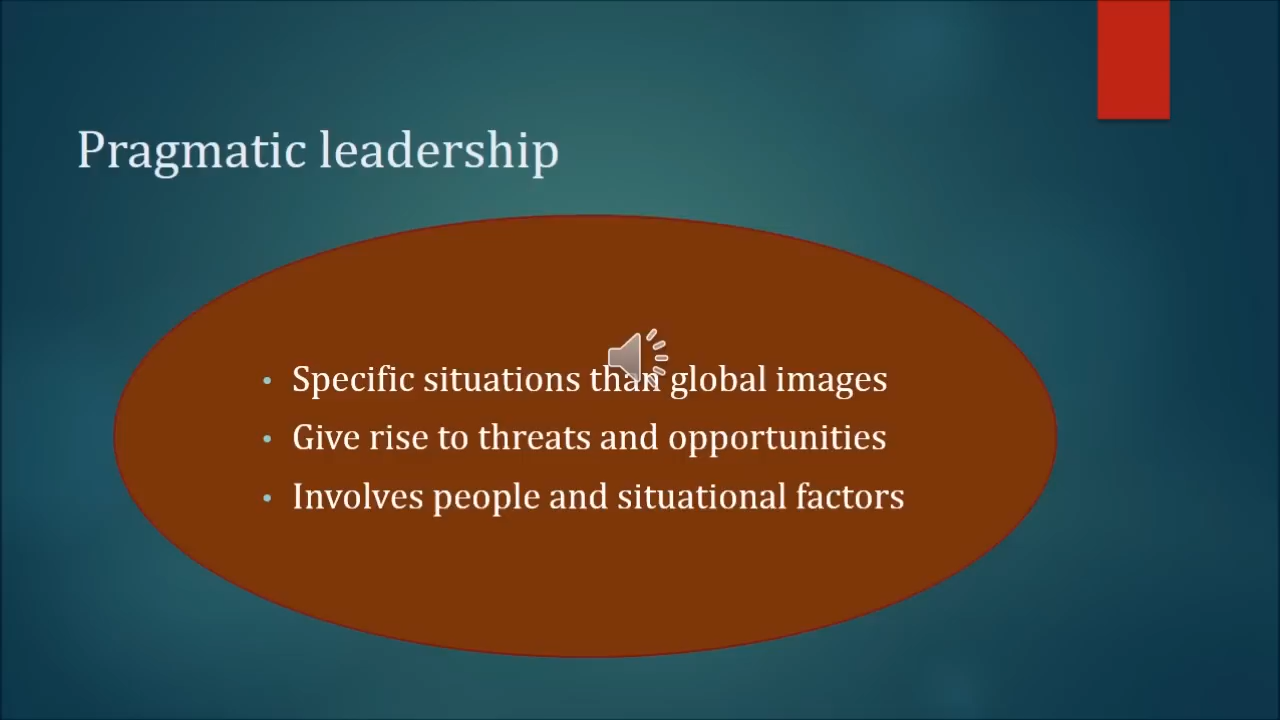 Pragmatic leadership
• Specific situations than global images
• Give rise to threats and opportunities
• Involves people and situational factors